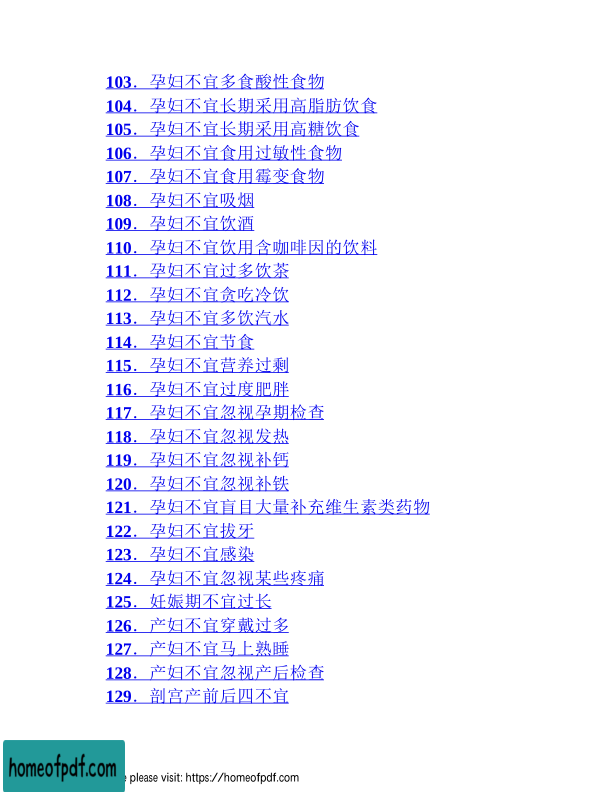 103．孕妇不宜多食酸性食物
104．孕妇不宜长期采用高脂肪饮食
105．孕妇不宜长期采用高糖饮食
106．孕妇不宜食用过敏性食物
107．孕妇不宜食用霉变食物
108．孕妇不宜吸烟
109．孕妇不宜饮酒
110．孕妇不宜饮用含咖啡因的饮料
111．孕妇不宜过多饮茶
112．孕妇不宜贪吃冷饮
113．孕妇不宜多饮汽水
114．孕妇不宜节食
115．孕妇不宜营养过剩
116．孕妇不宜过度肥胖
117．孕妇不宜忽视孕期检查
118．孕妇不宜忽视发热
119．孕妇不宜忽视补钙
120．孕妇不宜忽视补铁
121．孕妇不宜盲目大量补充维生素类药物
122．孕妇不宜拔牙
123．孕妇不宜感染
124．孕妇不宜忽视某些疼痛
125．妊娠期不宜过长
126．产妇不宜穿戴过多
127．产妇不宜马上熟睡
128．产妇不宜忽视产后检查
129．剖宫产前后四不宜
homeofpdf.com
please visit: https://homeofpdf.com